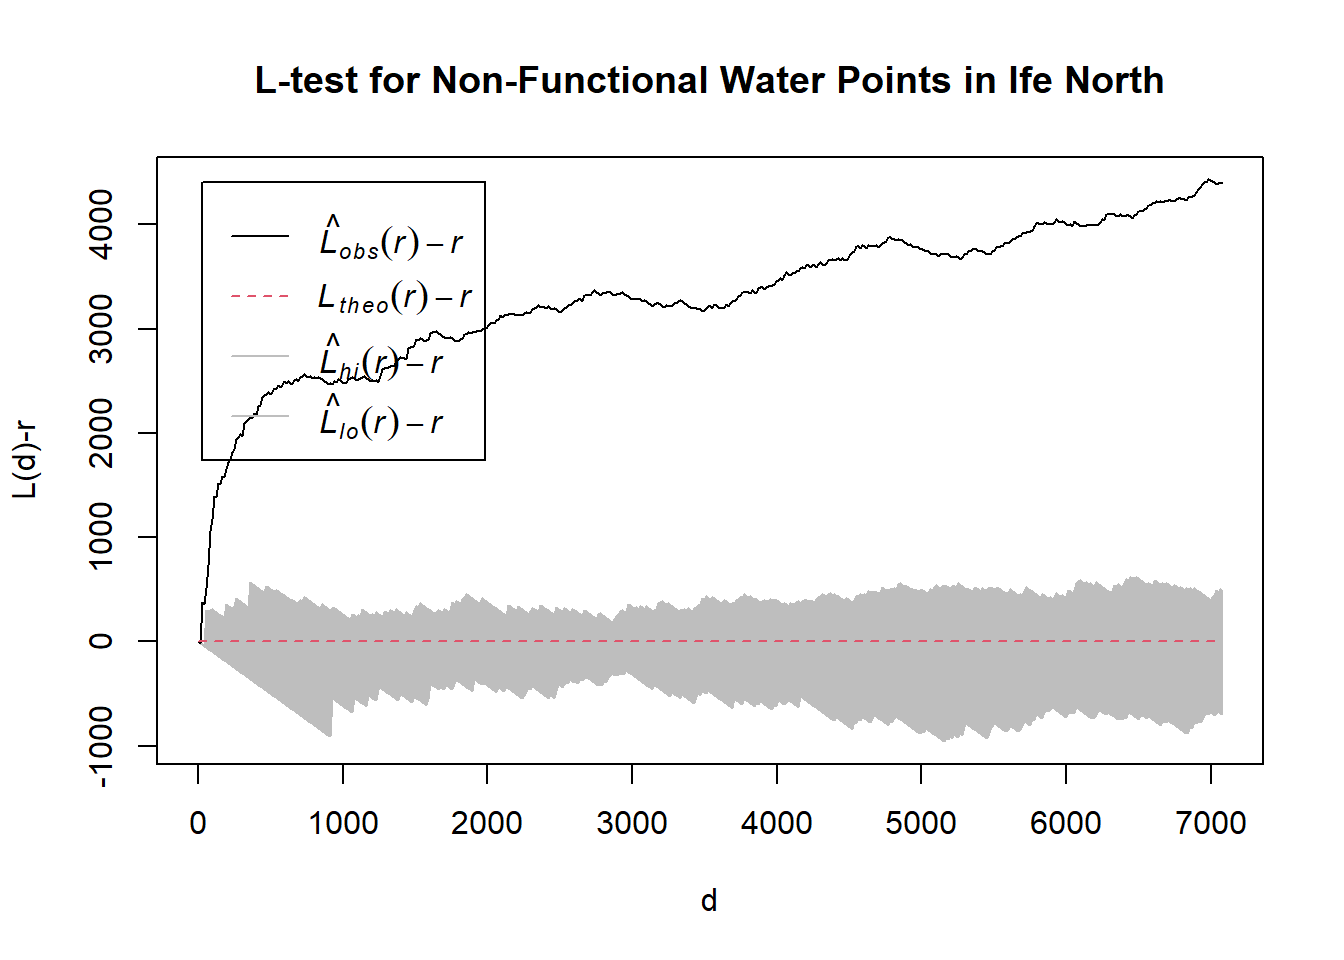 L-test for Non-Functional Water Points in Ife North
L̂obs(r) − r
Ltheo(r) − r
L̂hi(r) − r
L̂lo(r) − r
L(d)-r
4000
3000
2000
1000
0
-1000
0 1000 2000 3000 4000 5000 6000 7000
d